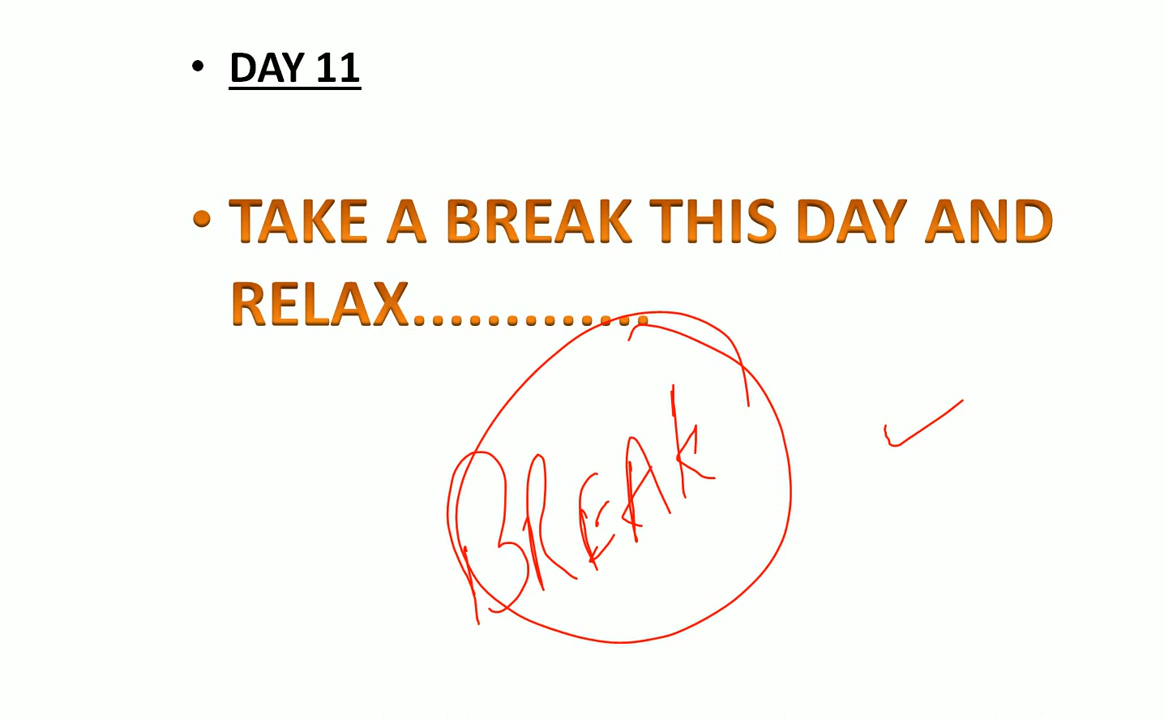 • DAY 11
• TAKE A BREAK THIS DAY AND
RELAX.............
BREAK